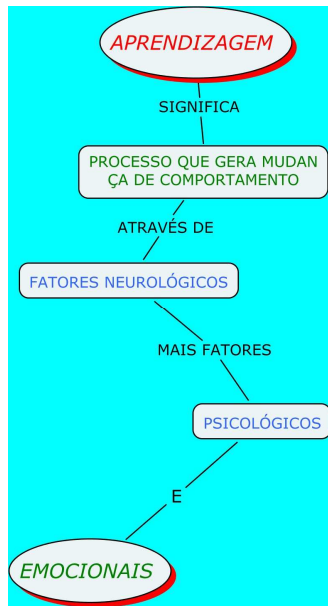 APRENDIZAGEM
SIGNIFICA
PROCESSO QUE GERA MUDAN
ÇA DE COMPORTAMENTO
ATRAVÉS DE
FATORES NEUROLÓGICOS
MAIS FATORES
PSICOLÓGICOS
E
EMOCIONAIS